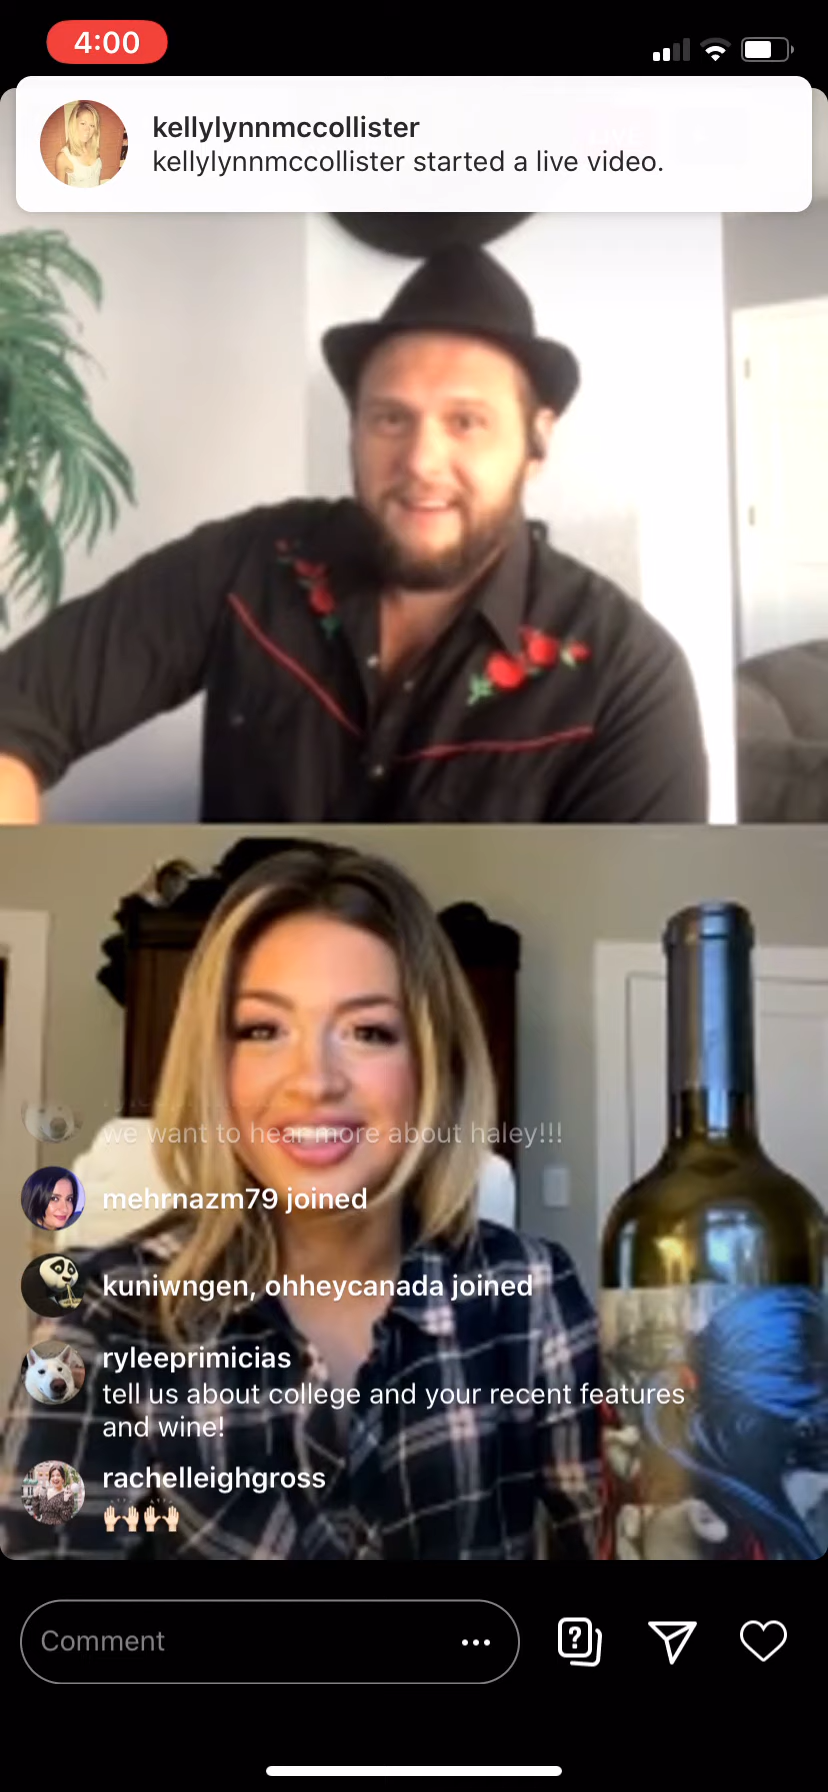 4:00
kellylynnmccollister
kellylynnmccollister started a live video.
we want to hear more about haley!!!
mehrnazm79 joined
kuniwngen, ohheycanada joined
ryleeprimicias
tell us about college and your recent features
and wine!
rachelleighgross
🙌🏻🙌🏻
Comment